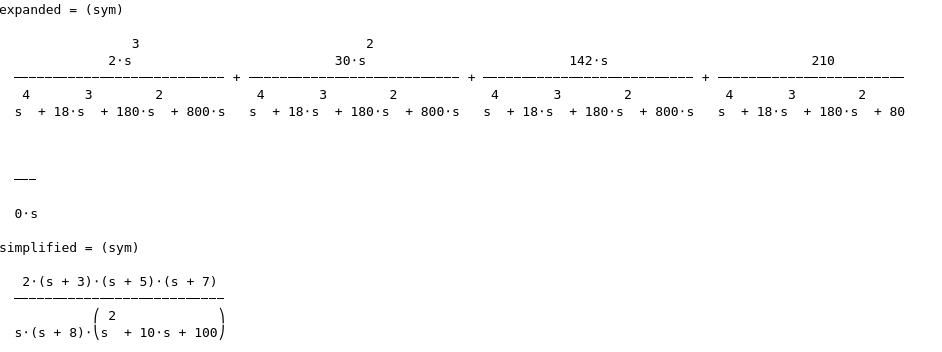 expanded = (sym)
3 2
2·s 30·s 142·s 210
──────────────────────────── + ──────────────────────────── + ──────────────────────────── + ─────────────────────────
4 3 2 4 3 2 4 3 2 4 3 2
s + 18·s + 180·s + 800·s s + 18·s + 180·s + 800·s s + 18·s + 180·s + 800·s s + 18·s + 180·s + 80
───
0·s
simplified = (sym)
2·(s + 3)·(s + 5)·(s + 7)
────────────────────────────
⎛ 2 ⎞
s·(s + 8)·⎝s + 10·s + 100⎠